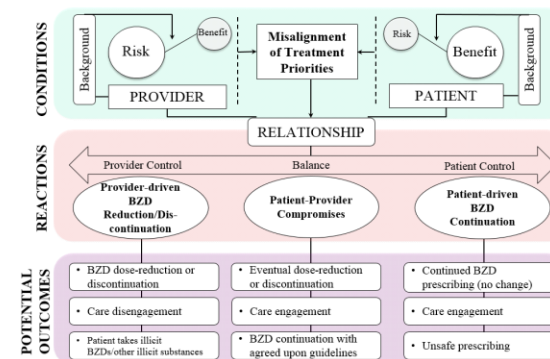 CONDITIONS
Background
Risk
Benefit
PROVIDER
Misalignment
of Treatment
Priorities
Risk
Benefit
PATIENT
Background
RELATIONSHIP
REACTIONS
Provider Control
Balance
Patient Control
Provider-driven
BZD
Reduction/Dis-
continuation
Patient-Provider
Compromises
Patient-driven
BZD
Continuation
POTENTIAL
OUTCOMES
• BZD dose-reduction or
discontinuation
• Care disengagement
• Patient takes illicit
BZDs/other illicit substances
• Eventual dose-reduction
or discontinuation
• Care engagement
• BZD continuation with
agreed upon guidelines
• Continued BZD
prescribing (no change)
• Care engagement
• Unsafe prescribing